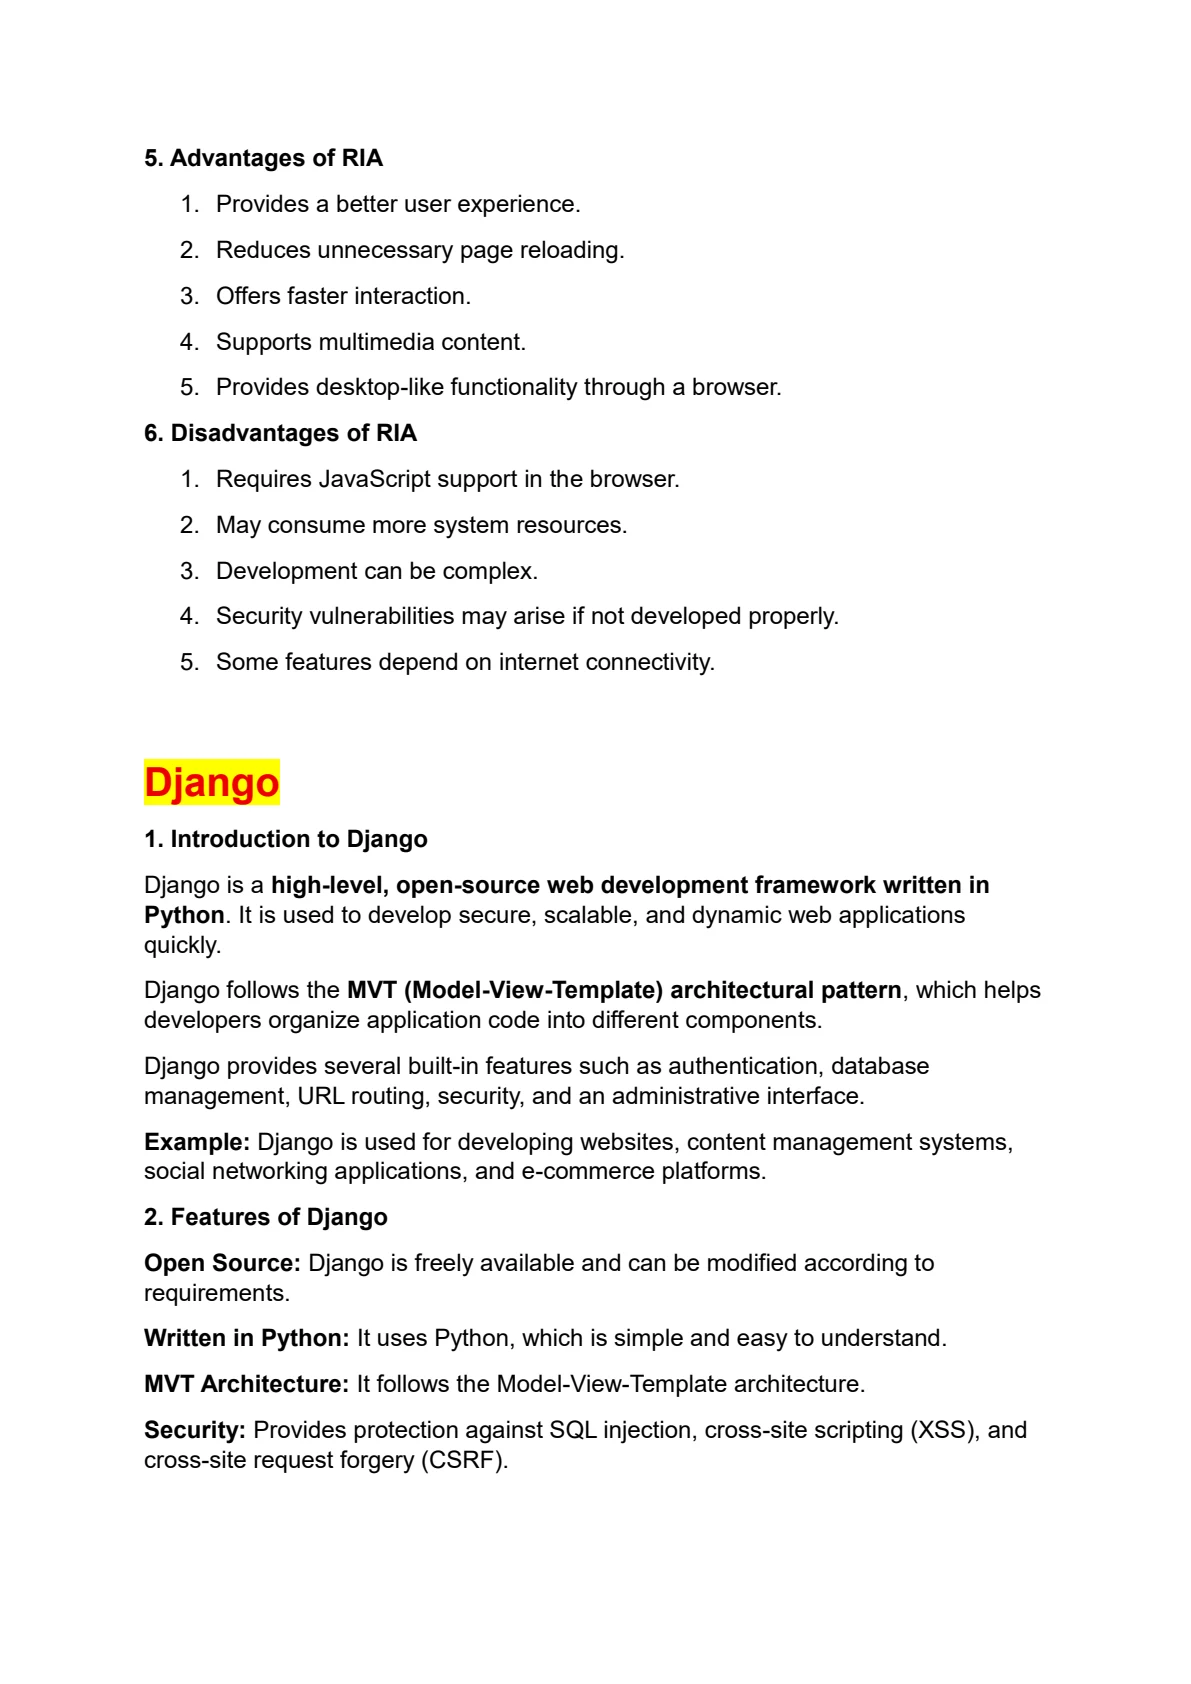 5. Advantages of RIA
1. Provides a better user experience.
2. Reduces unnecessary page reloading.
3. Offers faster interaction.
4. Supports multimedia content.
5. Provides desktop-like functionality through a browser.
6. Disadvantages of RIA
1. Requires JavaScript support in the browser.
2. May consume more system resources.
3. Development can be complex.
4. Security vulnerabilities may arise if not developed properly.
5. Some features depend on internet connectivity.
Django
1. Introduction to Django
Django is a high-level, open-source web development framework written in
Python. It is used to develop secure, scalable, and dynamic web applications
quickly.
Django follows the MVT (Model-View-Template) architectural pattern, which helps
developers organize application code into different components.
Django provides several built-in features such as authentication, database
management, URL routing, security, and an administrative interface.
Example: Django is used for developing websites, content management systems,
social networking applications, and e-commerce platforms.
2. Features of Django
Open Source: Django is freely available and can be modified according to
requirements.
Written in Python: It uses Python, which is simple and easy to understand.
MVT Architecture: It follows the Model-View-Template architecture.
Security: Provides protection against SQL injection, cross-site scripting (XSS), and
cross-site request forgery (CSRF).